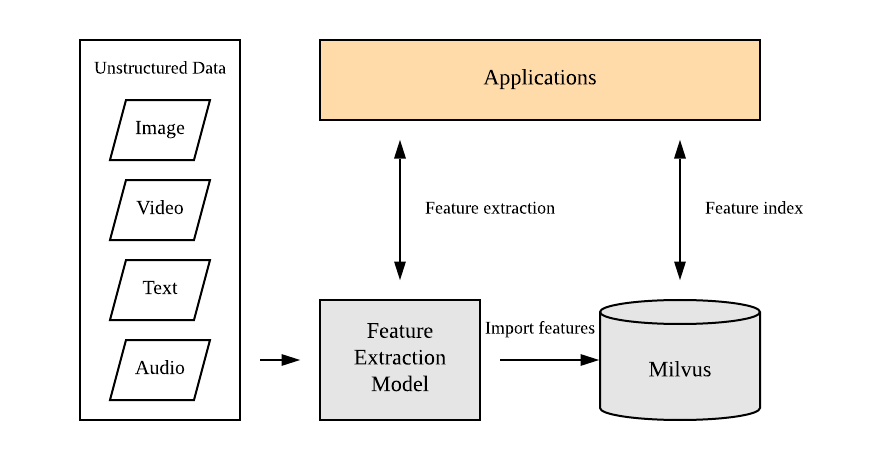 Unstructured Data
Image
Video
Text
Audio
Applications
Feature extraction
Feature index
Feature
Extraction
Model
Import features
Milvus